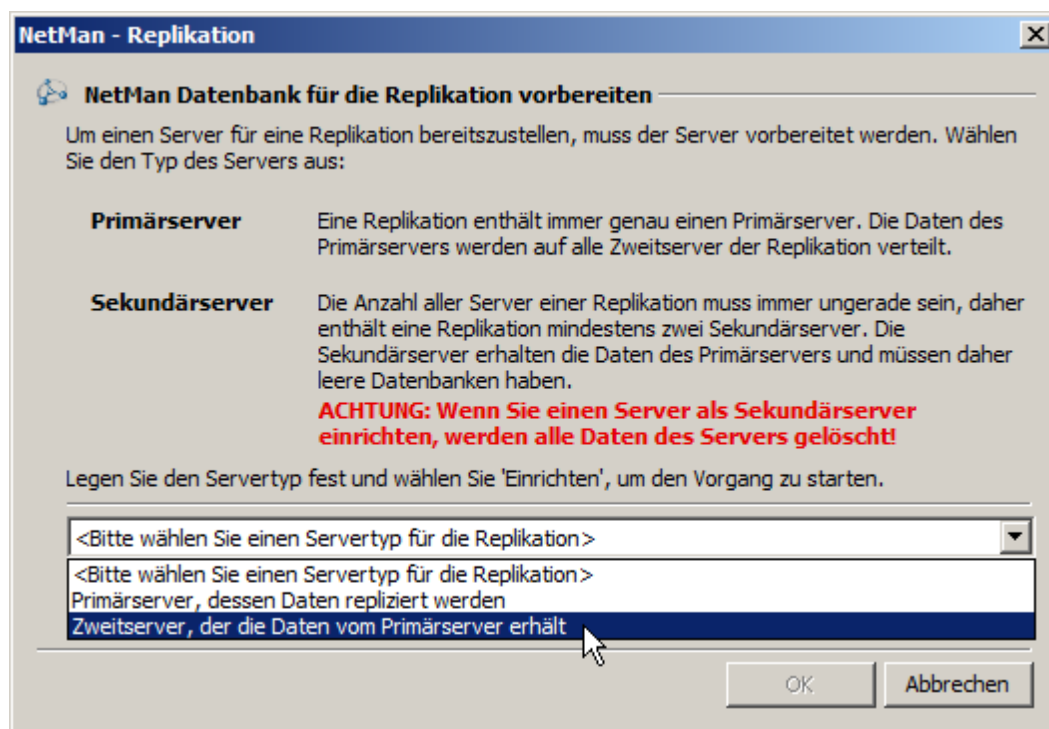 NetMan - Replikation
NetMan Datenbank für die Replikation vorbereiten
Um einen Server für eine Replikation bereitszustellen, muss der Server vorbereitet werden. Wählen
Sie den Typ des Servers aus:
Primärserver
Eine Replikation enthält immer genau einen Primärserver. Die Daten des
Primärservers werden auf alle Zweitserver der Replikation verteilt.
Sekundärserver
Die Anzahl aller Server einer Replikation muss immer ungerade sein, daher
enthält eine Replikation mindestens zwei Sekundärserver. Die
Sekundärserver erhalten die Daten des Primärservers und müssen daher
leere Datenbanken haben.
ACHTUNG: Wenn Sie einen Server als Sekundärserver
einrichten, werden alle Daten des Servers gelöscht!
Legen Sie den Servertyp fest und wählen Sie 'Einrichten', um den Vorgang zu starten.
<Bitte wählen Sie einen Servertyp für die Replikation>
<Bitte wählen Sie einen Servertyp für die Replikation>
Primärserver, dessen Daten repliziert werden
Zweitserver, der die Daten vom Primärserver erhält
OK
Abbrechen